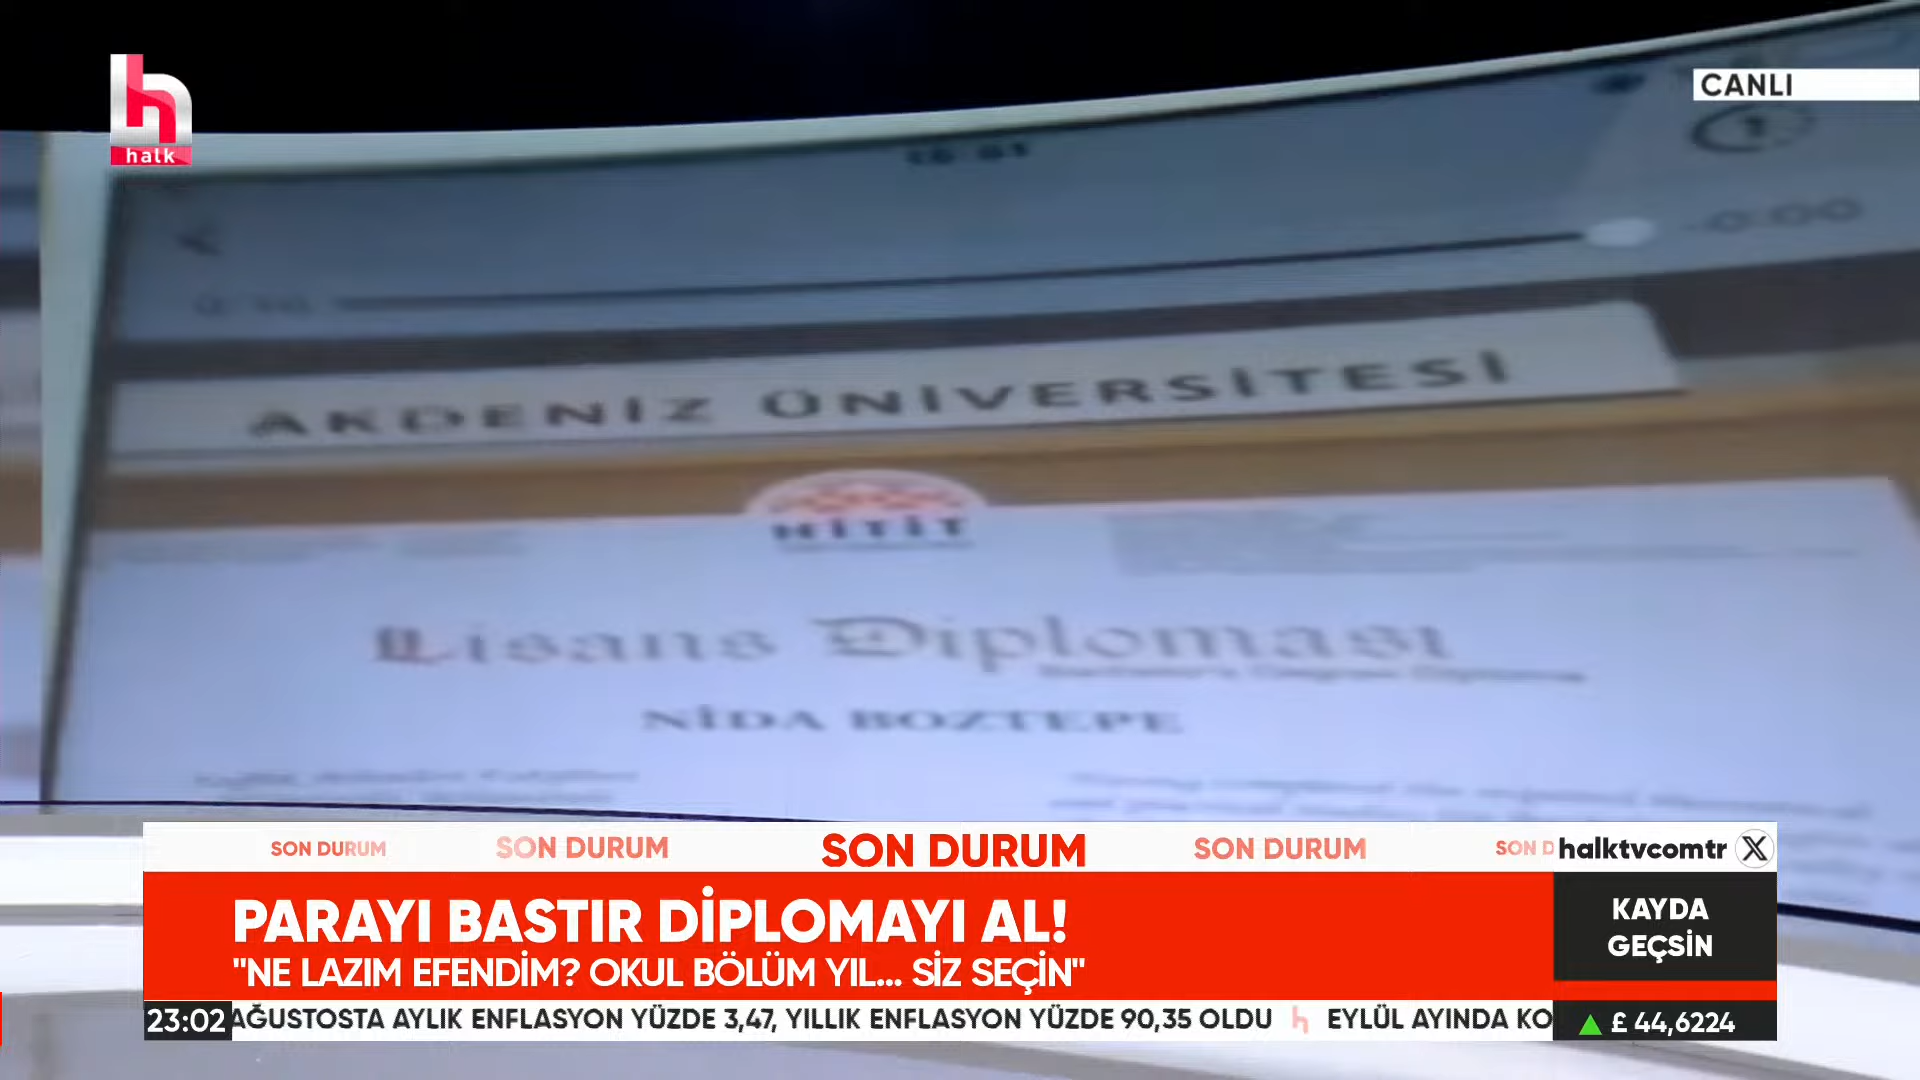 halk
CANLI
AKDENİZ ÜNİVERSİTESİ
HİTİT
Lisans Diploması
NİDA BOZTEPE
SON DURUM
SON DURUM
SON DURUM
SON DURUM
SON D
halktvcomtr
PARAYI BASTIR DİPLOMAYI AL!
"NE LAZIM EFENDİM? OKUL BÖLÜM YIL... SİZ SEÇİN"
KAYDA
GEÇSİN
23:02
AĞUSTOSTA AYLIK ENFLASYON YÜZDE 3,47, YILLIK ENFLASYON YÜZDE 90,35 OLDU
EYLÜL AYINDA KO
£ 44,6224